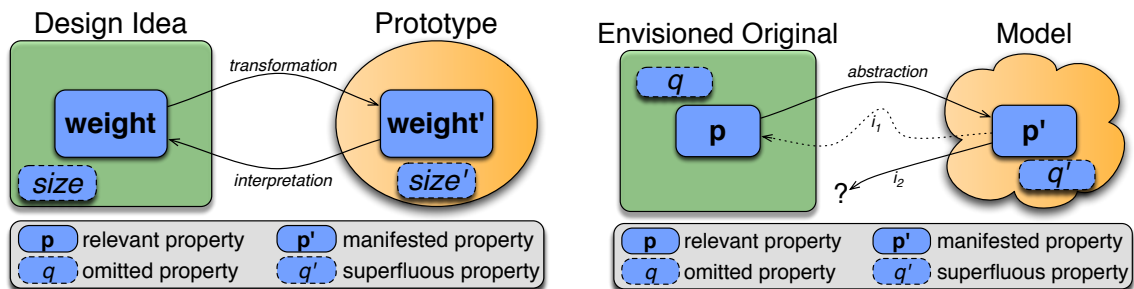 Design Idea
Prototype
transformation
weight
weight'
interpretation
size
size'
p relevant property
p' manifested property
q omitted property
q' superfluous property
Envisioned Original
Model
abstraction
q
p
i1
p'
i2
q'
?
p relevant property
p' manifested property
q omitted property
q' superfluous property